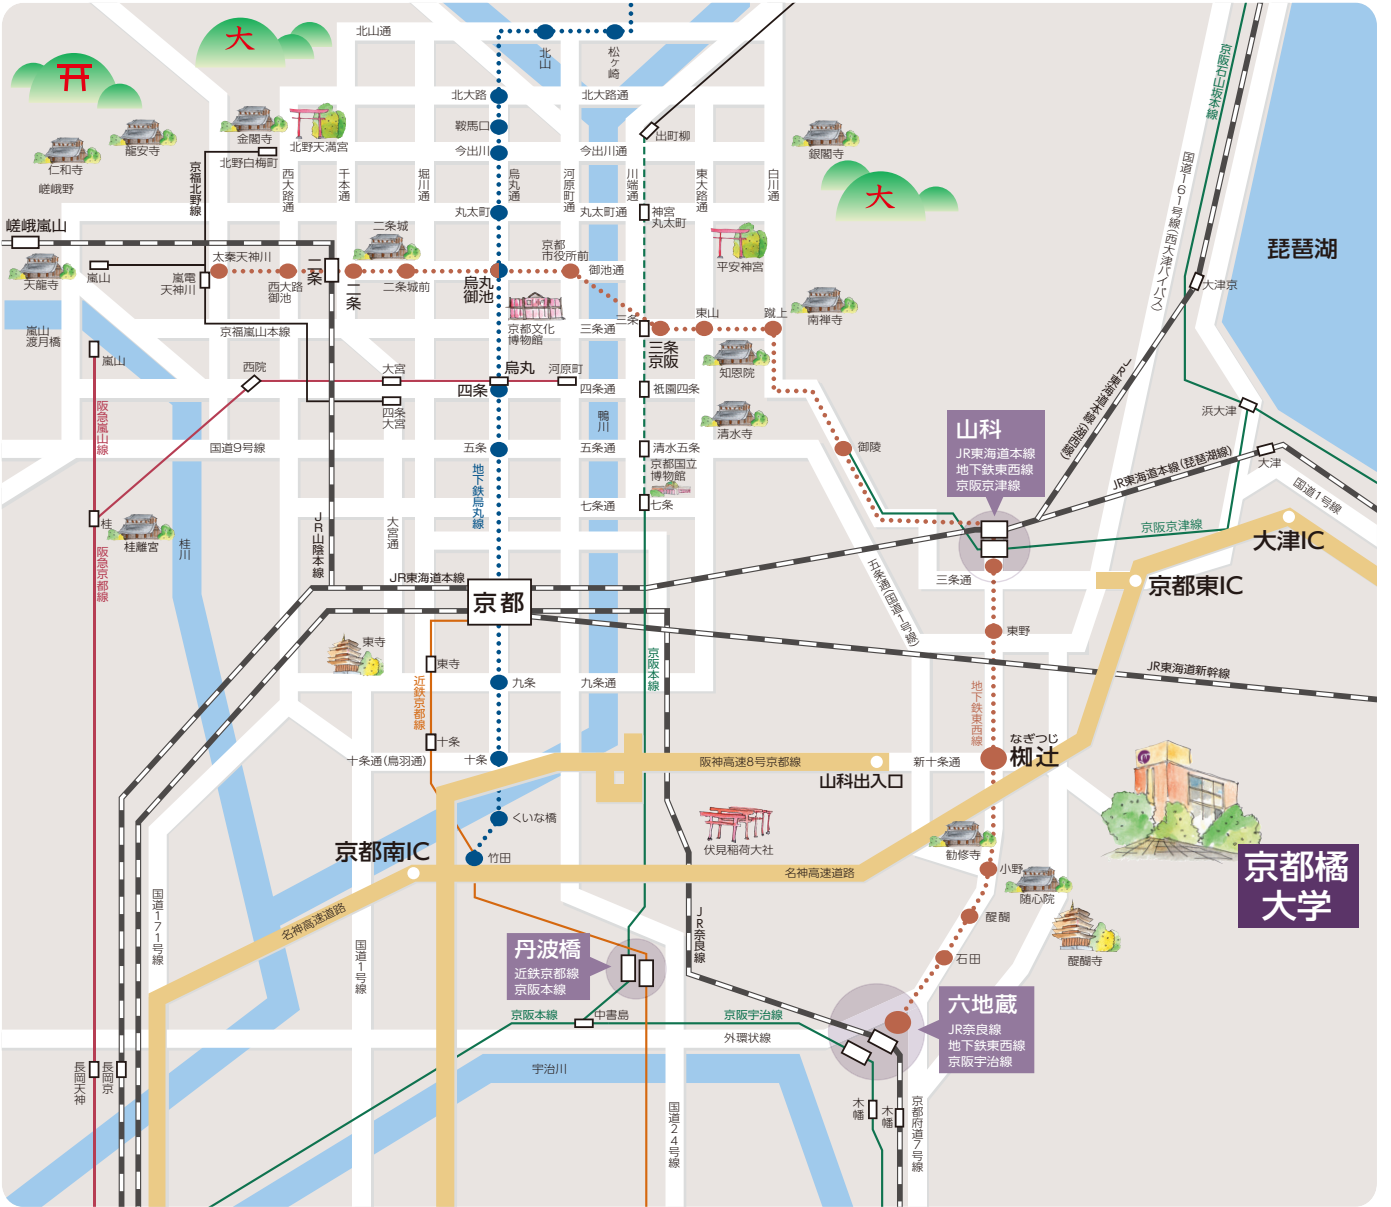 北山通
大
北山
松ヶ崎
北大路
北大路通
鞍馬口
今出川
今出川通
出町柳
金閣寺
北野天満宮
銀閣寺
龍安寺
仁和寺
嵯峨野
北野白梅町
京福北野線
西大路通
千本通
堀川通
烏丸通
河原町通
川端通
東大路通
白川通
大
京阪石山坂本線
国道161号線(西大津バイパス)
琵琶湖
丸太町
丸太町通
神宮丸太町
嵯峨嵐山
二条城
太秦天神川
天龍寺
嵐山
嵐電天神川
西大路御池
二条
二条
二条城前
烏丸御池
京都市役所前
御池通
平安神宮
大津京
嵐山渡月橋
京福嵐山本線
京都文化博物館
三条通
三条
三条京阪
東山
蹴上
南禅寺
嵐山
西院
大宮
烏丸
河原町
四条
四条通
祇園四条
知恩院
四条大宮
阪急嵐山線
鴨川
清水寺
JR東海道本線(湖西線)
浜大津
国道9号線
五条
五条通
清水五条
御陵
山科
JR東海道本線
地下鉄東西線
京阪京津線
JR東海道本線(琵琶湖線)
大津
国道1号線
地下鉄烏丸線
京都国立博物館
七条通
七条
桂
桂離宮
桂川
JR山陰本線
大宮通
京阪京津線
大津IC
阪急京都線
JR東海道本線
京都
三条通
五条通(国道1号線)
京都東IC
東寺
東寺
東野
JR東海道新幹線
近鉄京都線
九条
九条通
京阪本線
地下鉄東西線
十条
十条通(鳥羽通)
十条
阪神高速8号京都線
山科出入口
新十条通
なぎつじ
椥辻
くいな橋
竹田
京都南IC
伏見稲荷大社
名神高速道路
勧修寺
小野
随心院
京都橘
大学
国道171号線
名神高速道路
国道1号線
JR奈良線
醍醐
醍醐寺
石田
丹波橋
近鉄京都線
京阪本線
六地蔵
JR奈良線
地下鉄東西線
京阪宇治線
京阪本線
中書島
京阪宇治線
外環状線
長岡天神
長岡京
宇治川
国道24号線
木幡
木幡
京都府道7号線